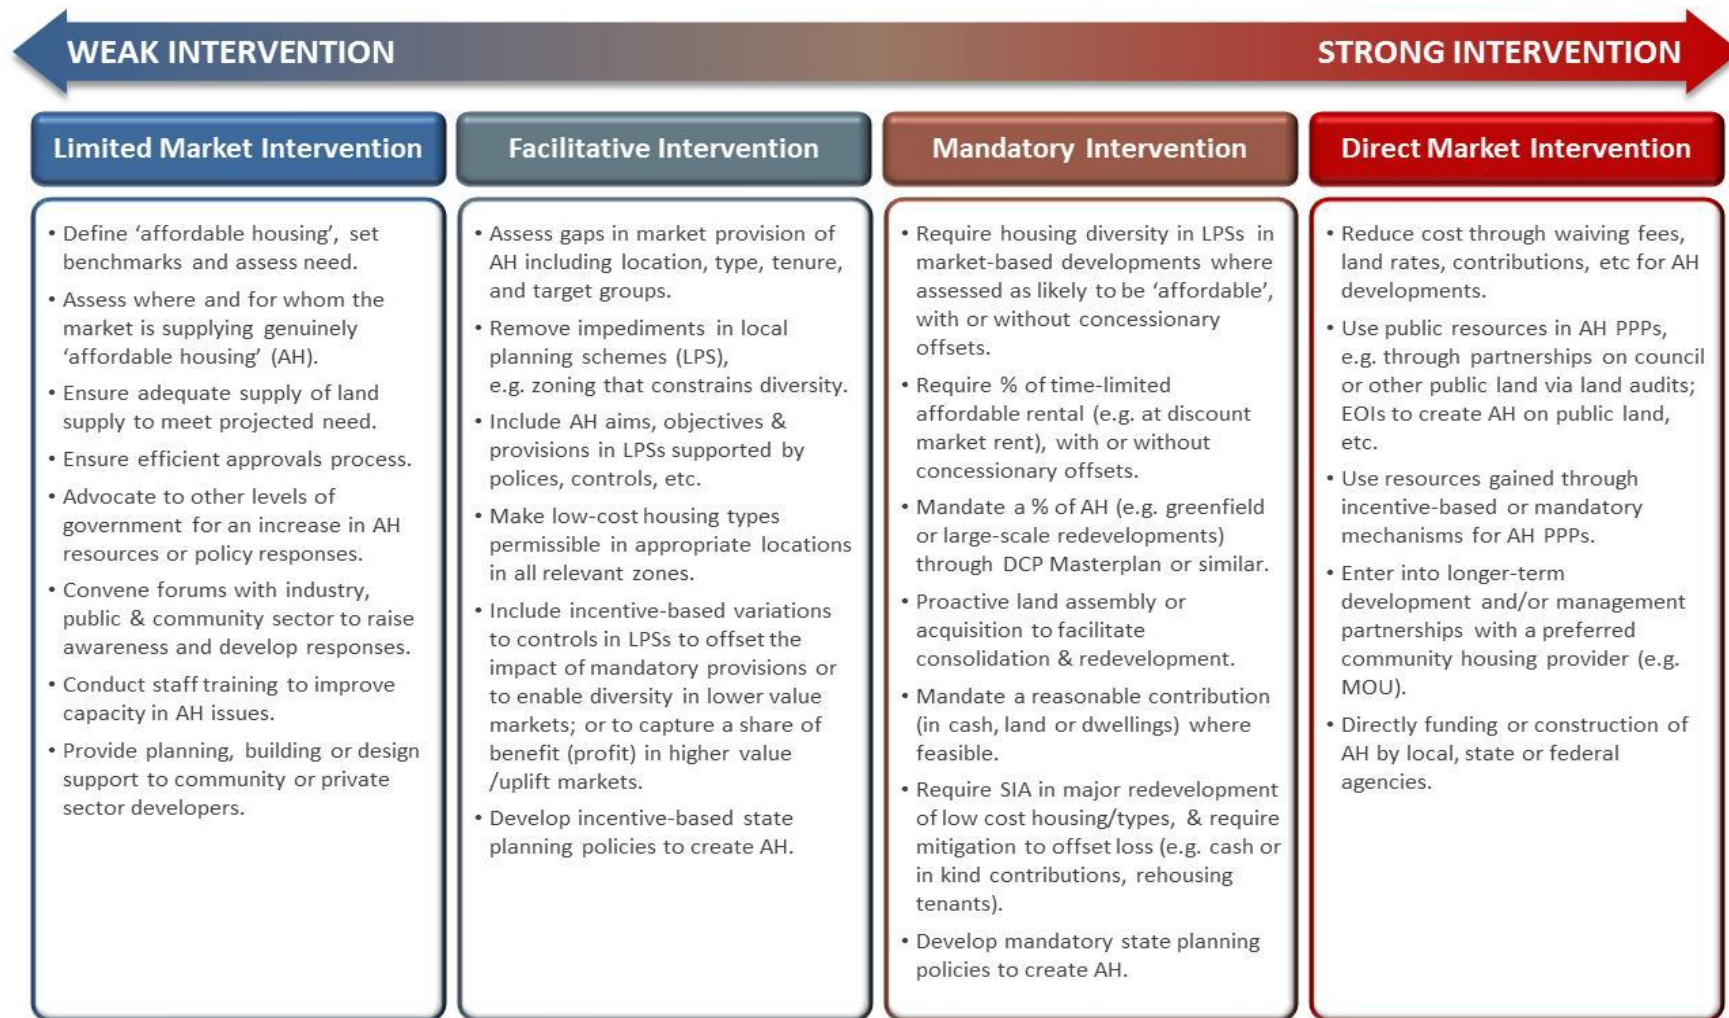 WEAK INTERVENTION
STRONG INTERVENTION
Limited Market Intervention
• Define ‘affordable housing’, set
benchmarks and assess need.
• Assess where and for whom the
market is supplying genuinely
‘affordable housing’ (AH).
• Ensure adequate supply of land
supply to meet projected need.
• Ensure efficient approvals process.
• Advocate to other levels of
government for an increase in AH
resources or policy responses.
• Convene forums with industry,
public & community sector to raise
awareness and develop responses.
• Conduct staff training to improve
capacity in AH issues.
• Provide planning, building or design
support to community or private
sector developers.
Facilitative Intervention
• Assess gaps in market provision of
AH including location, type, tenure,
and target groups.
• Remove impediments in local
planning schemes (LPS),
e.g. zoning that constrains diversity.
• Include AH aims, objectives &
provisions in LPSs supported by
polices, controls, etc.
• Make low-cost housing types
permissible in appropriate locations
in all relevant zones.
• Include incentive-based variations
to controls in LPSs to offset the
impact of mandatory provisions or
to enable diversity in lower value
markets; or to capture a share of
benefit (profit) in higher value
/uplift markets.
• Develop incentive-based state
planning policies to create AH.
Mandatory Intervention
• Require housing diversity in LPSs in
market-based developments where
assessed as likely to be ‘affordable’,
with or without concessionary
offsets.
• Require % of time-limited
affordable rental (e.g. at discount
market rent), with or without
concessionary offsets.
• Mandate a % of AH (e.g. greenfield
or large-scale redevelopments)
through DCP Masterplan or similar.
• Proactive land assembly or
acquisition to facilitate
consolidation & redevelopment.
• Mandate a reasonable contribution
(in cash, land or dwellings) where
feasible.
• Require SIA in major redevelopment
of low cost housing/types, & require
mitigation to offset loss (e.g. cash or
in kind contributions, rehousing
tenants).
• Develop mandatory state planning
policies to create AH.
Direct Market Intervention
• Reduce cost through waiving fees,
land rates, contributions, etc for AH
developments.
• Use public resources in AH PPPs,
e.g. through partnerships on council
or other public land via land audits;
EOIs to create AH on public land,
etc.
• Use resources gained through
incentive-based or mandatory
mechanisms for AH PPPs.
• Enter into longer-term
development and/or management
partnerships with a preferred
community housing provider (e.g.
MOU).
• Directly funding or construction of
AH by local, state or federal
agencies.